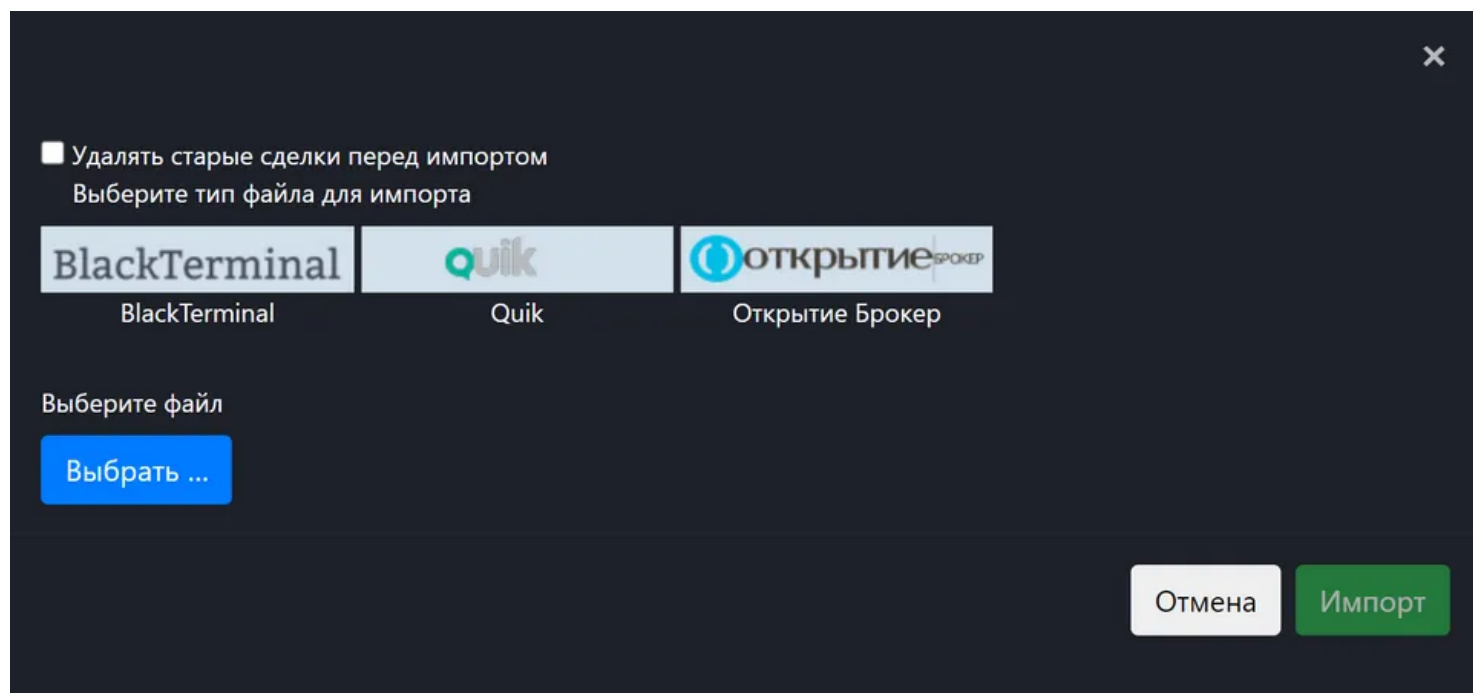 ×
Удалять старые сделки перед импортом
Выберите тип файла для импорта
BlackTerminal quik открытие БРОКЕР
BlackTerminal Quik Открытие Брокер
Выберите файл
Выбрать ...
Отмена Импорт